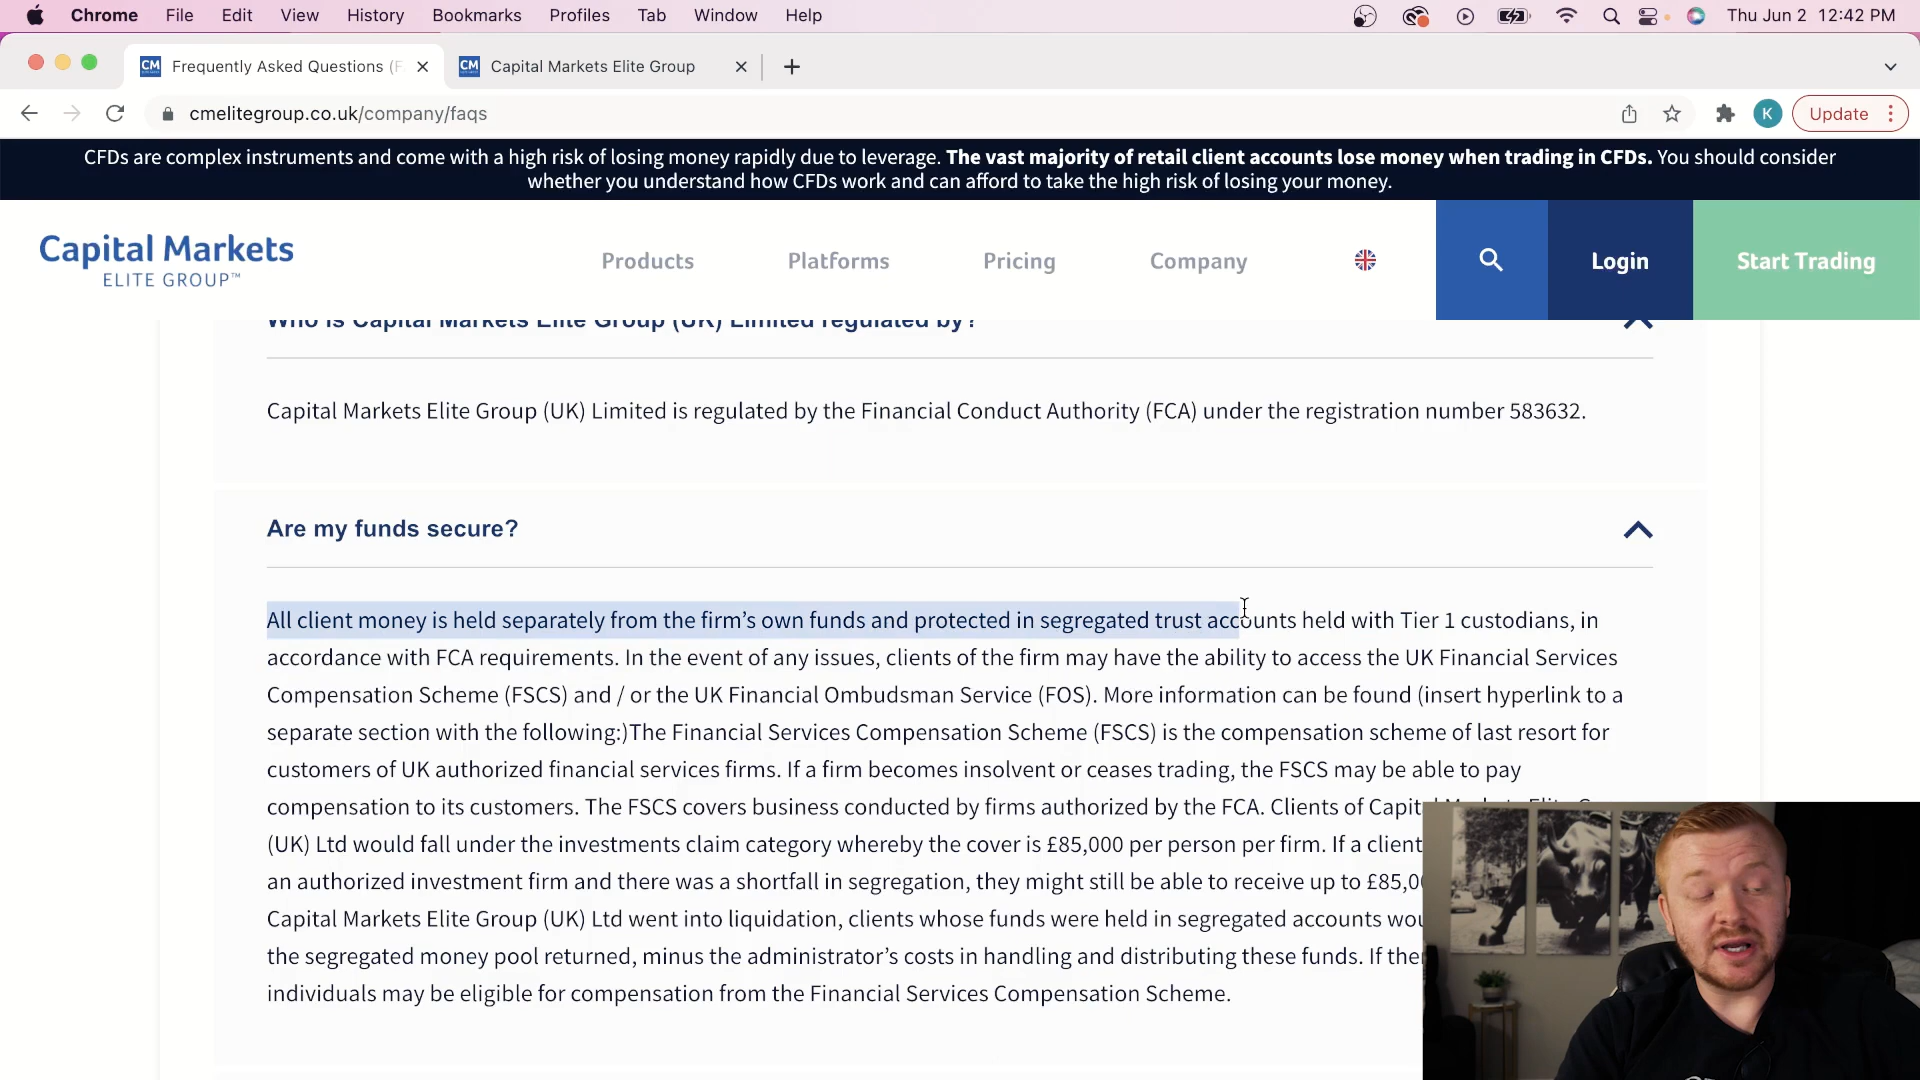 Chrome File Edit View History Bookmarks Profiles Tab Window Help Thu Jun 2 12:42 PM
CM Frequently Asked Questions (F CM Capital Markets Elite Group
cmelitegroup.co.uk/company/faqs K Update
CFDs are complex instruments and come with a high risk of losing money rapidly due to leverage. The vast majority of retail client accounts lose money when trading in CFDs. You should consider
whether you understand how CFDs work and can afford to take the high risk of losing your money.
Capital Markets
ELITE GROUP™
Products Platforms Pricing Company Login Start Trading
Who is Capital Markets Elite Group (UK) Limited regulated by?
Capital Markets Elite Group (UK) Limited is regulated by the Financial Conduct Authority (FCA) under the registration number 583632.
Are my funds secure?
All client money is held separately from the firm's own funds and protected in segregated trust accounts held with Tier 1 custodians, in
accordance with FCA requirements. In the event of any issues, clients of the firm may have the ability to access the UK Financial Services
Compensation Scheme (FSCS) and / or the UK Financial Ombudsman Service (FOS). More information can be found (insert hyperlink to a
separate section with the following:)The Financial Services Compensation Scheme (FSCS) is the compensation scheme of last resort for
customers of UK authorized financial services firms. If a firm becomes insolvent or ceases trading, the FSCS may be able to pay
compensation to its customers. The FSCS covers business conducted by firms authorized by the FCA. Clients of Capital Markets Elite
(UK) Ltd would fall under the investments claim category whereby the cover is £85,000 per person per firm. If a client
an authorized investment firm and there was a shortfall in segregation, they might still be able to receive up to £85,00
Capital Markets Elite Group (UK) Ltd went into liquidation, clients whose funds were held in segregated accounts wou
the segregated money pool returned, minus the administrator's costs in handling and distributing these funds. If the
individuals may be eligible for compensation from the Financial Services Compensation Scheme.